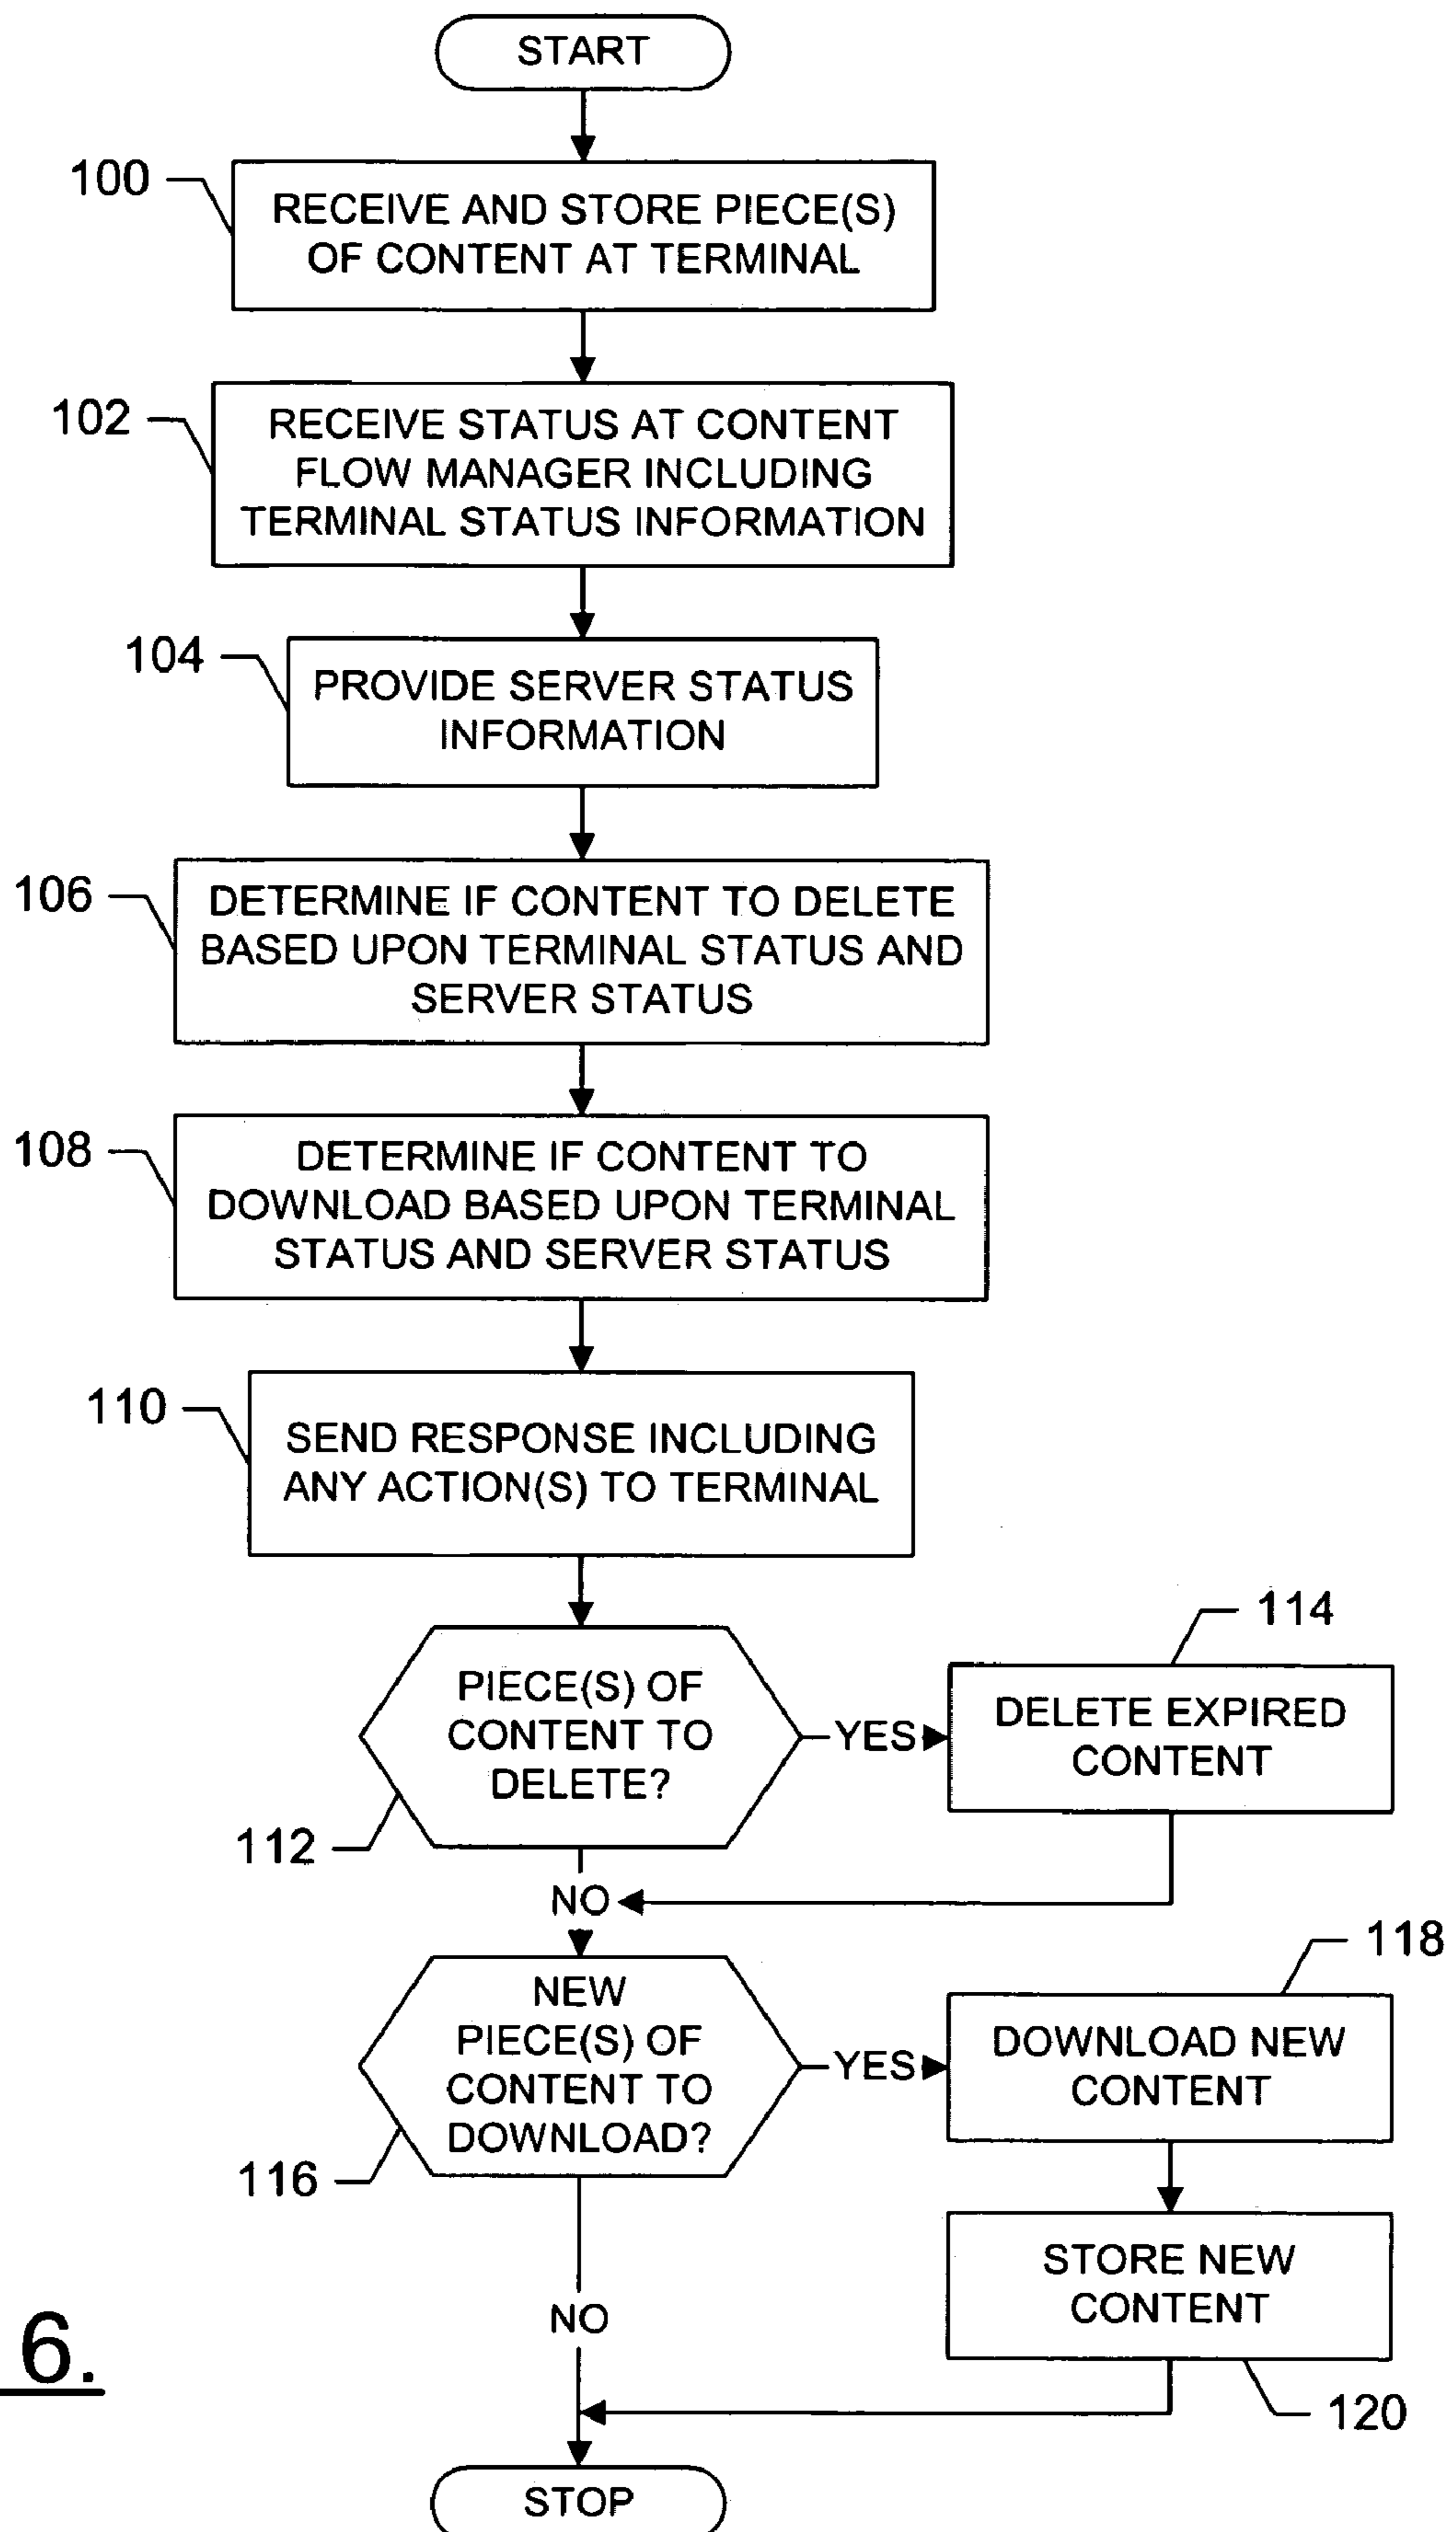 START
100
RECEIVE AND STORE PIECE(S)
OF CONTENT AT TERMINAL
102
RECEIVE STATUS AT CONTENT
FLOW MANAGER INCLUDING
TERMINAL STATUS INFORMATION
104
PROVIDE SERVER STATUS
INFORMATION
106
DETERMINE IF CONTENT TO DELETE
BASED UPON TERMINAL STATUS AND
SERVER STATUS
108
DETERMINE IF CONTENT TO
DOWNLOAD BASED UPON TERMINAL
STATUS AND SERVER STATUS
110
SEND RESPONSE INCLUDING
ANY ACTION(S) TO TERMINAL
112
PIECE(S) OF
CONTENT TO
DELETE?
YES
114
DELETE EXPIRED
CONTENT
NO
116
NEW
PIECE(S) OF
CONTENT TO
DOWNLOAD?
YES
118
DOWNLOAD NEW
CONTENT
STORE NEW
CONTENT
120
NO
6.
STOP